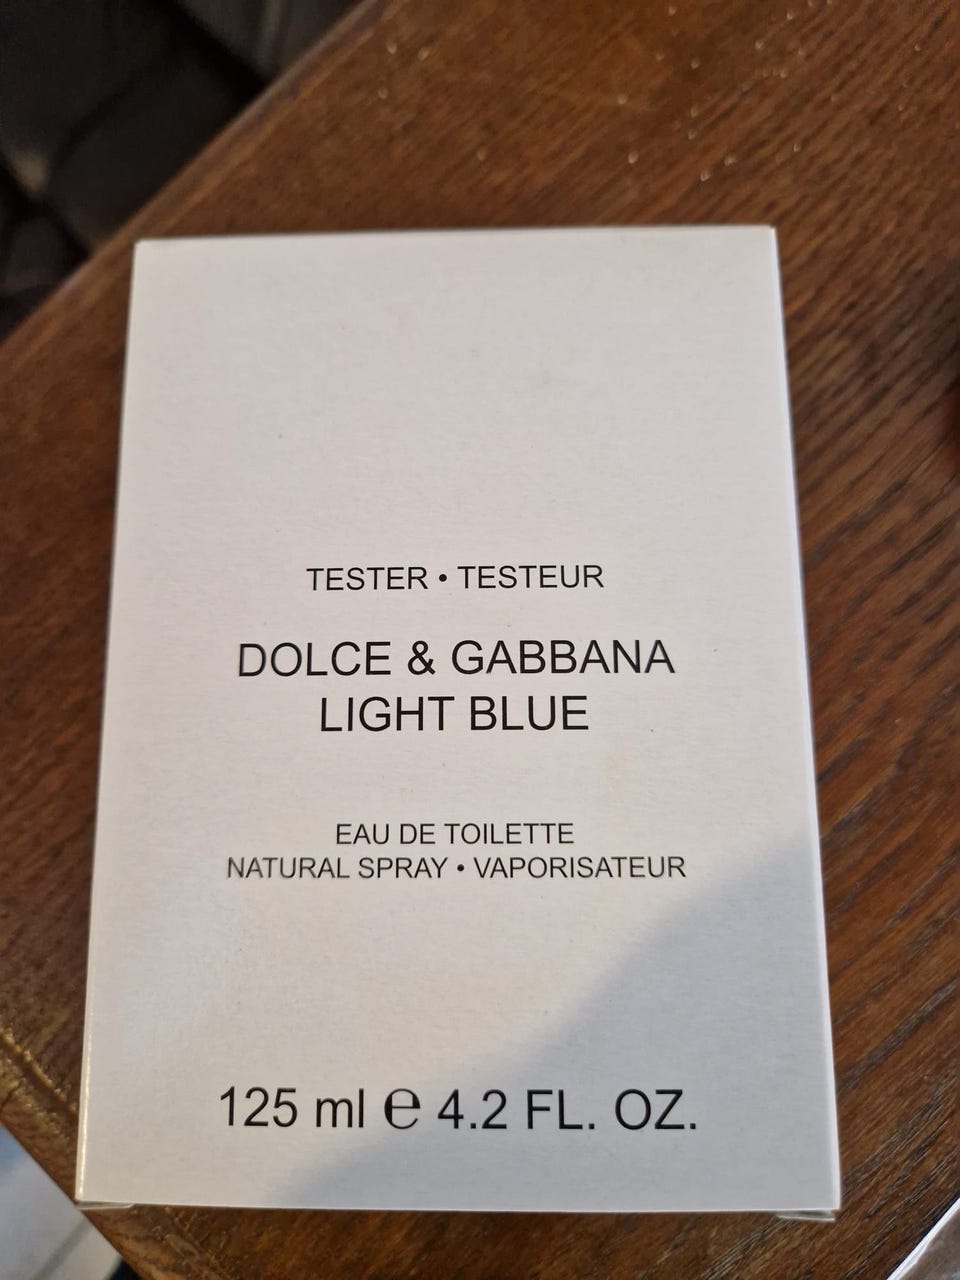 TESTER • TESTEUR
DOLCE & GABBANA
LIGHT BLUE
EAU DE TOILETTE
NATURAL SPRAY • VAPORISATEUR
125 ml ℮ 4.2 FL. OZ.